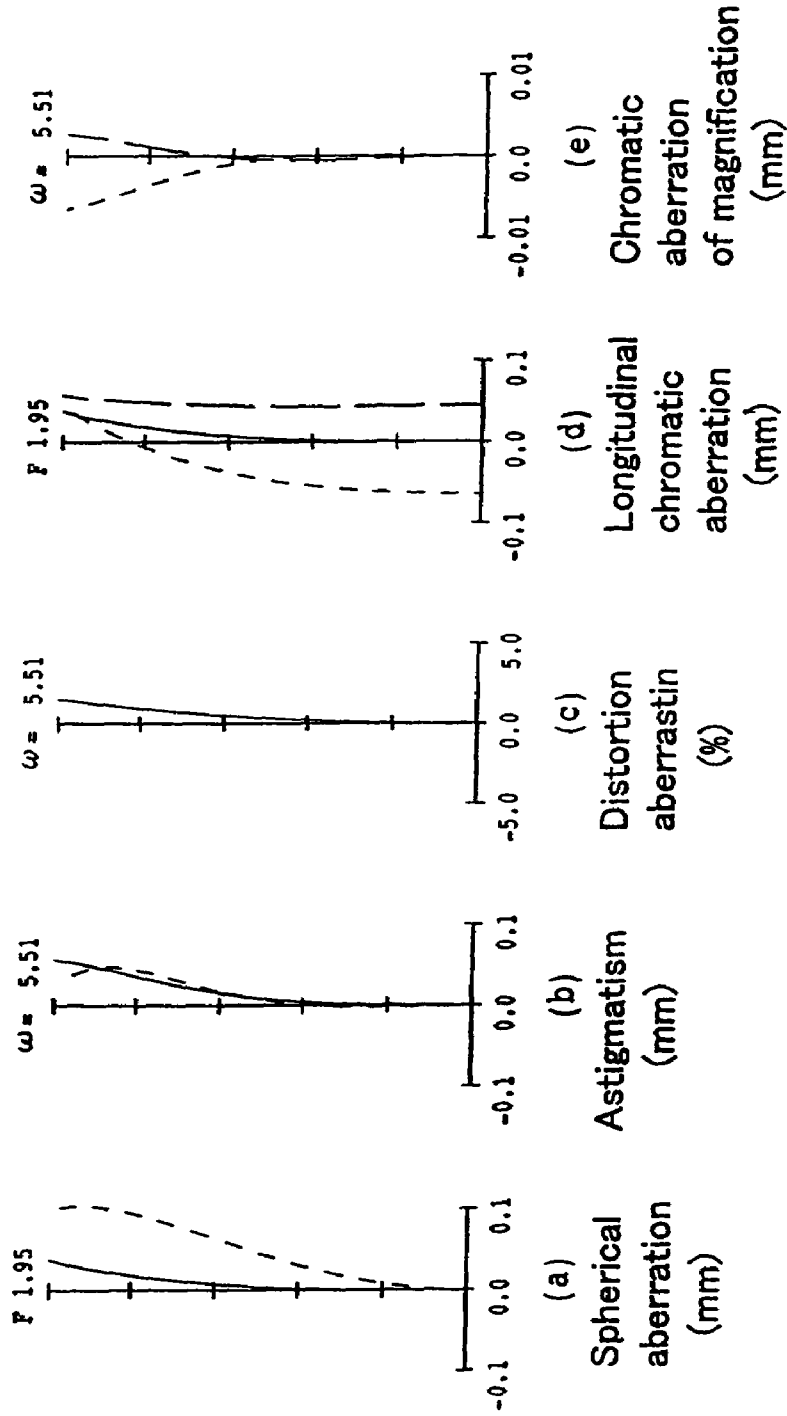 F 1.95
-0.1 0.0 0.1
(a)
Spherical
aberration
(mm)
ω= 5.51
-0.1 0.0 0.1
(b)
Astigmatism
(mm)
ω= 5.51
-5.0 0.0 5.0
(c)
Distortion
aberrastin
(%)
F 1.95
-0.1 0.0 0.1
(d)
Longitudinal
chromatic
aberration
(mm)
ω= 5.51
-0.01 0.0 0.01
(e)
Chromatic
aberration
of magnification
(mm)